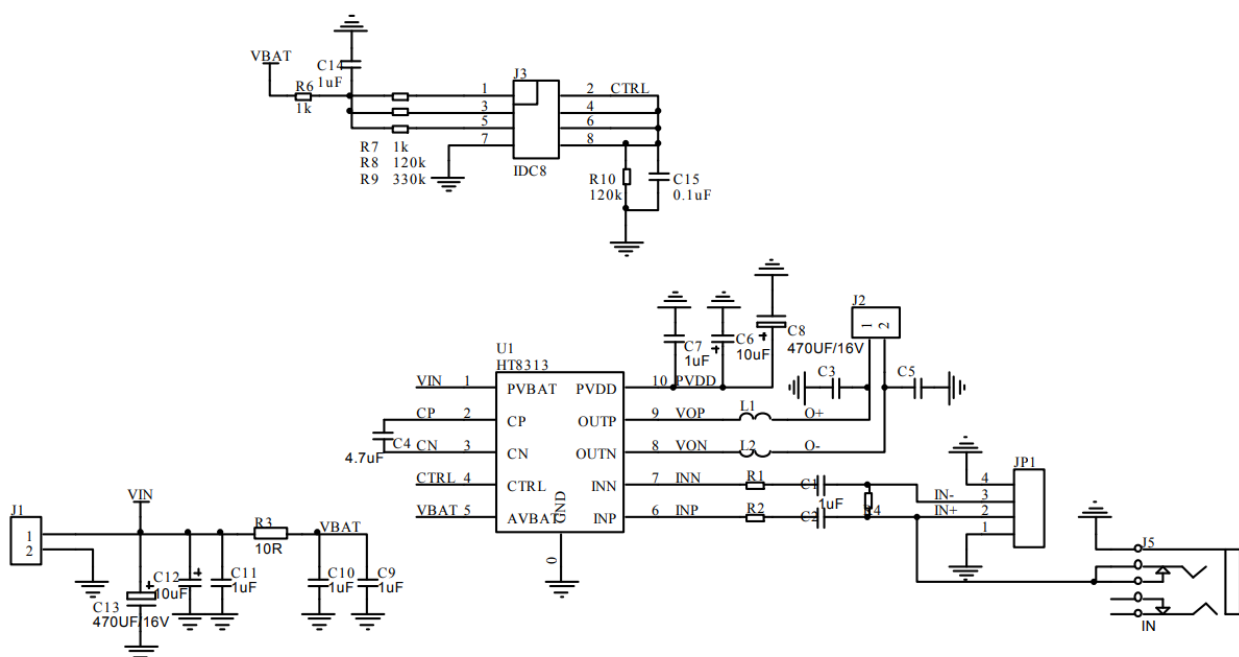 VBAT
C14
1uF
R6
1k
J3
1
2
CTRL
3
4
5
6
7
8
R7 1k
R8 120k
R9 330k
IDC8
R10
120k
C15
0.1uF
J2
1
2
C8
470UF/16V
C7
1uF
C6
10uF
U1
HT8313
VIN
1
PVBAT
PVDD
10
PVDD
C3
C5
CP
2
CP
OUTP
9
VOP
L1
O+
C4
4.7uF
CN
3
CN
OUTN
8
VON
L2
O-
CTRL
4
CTRL
INN
7
INN
R1
C1
1uF
IN-
JP1
4
3
2
1
VBAT
5
AVBAT
GND
INP
6
INP
R2
C2
IN+
0
J1
1
2
VIN
R3
10R
VBAT
C13
470UF/16V
C12
10uF
C11
1uF
C10
1uF
C9
1uF
J5
IN